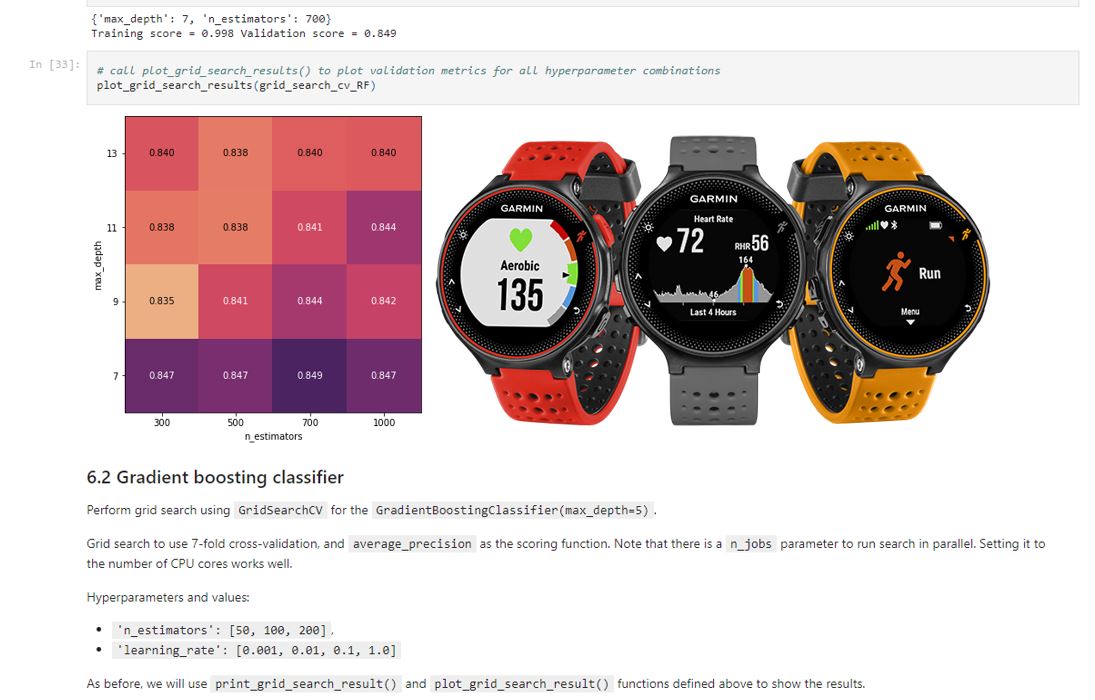 {'max_depth': 7, 'n_estimators': 700}
Training score = 0.998 Validation score = 0.849
In [33]:
# call plot_grid_search_results() to plot validation metrics for all hyperparameter combinations
plot_grid_search_results(grid_search_cv_RF)
max_depth
13
0.840
0.838
0.840
0.840
11
0.838
0.838
0.841
0.844
9
0.835
0.841
0.844
0.842
7
0.847
0.847
0.849
0.847
300
500
700
1000
n_estimators
GARMIN
Aerobic
135
GARMIN
Heart Rate
72
RHR 56
164
46
Last 4 Hours
GARMIN
Run
Menu
6.2 Gradient boosting classifier
Perform grid search using GridSearchCV for the GradientBoostingClassifier(max_depth=5) .
Grid search to use 7-fold cross-validation, and average_precision as the scoring function. Note that there is a n_jobs parameter to run search in parallel. Setting it to
the number of CPU cores works well.
Hyperparameters and values:
• 'n_estimators': [50, 100, 200] ,
• 'learning_rate': [0.001, 0.01, 0.1, 1.0]
As before, we will use print_grid_search_result() and plot_grid_search_result() functions defined above to show the results.